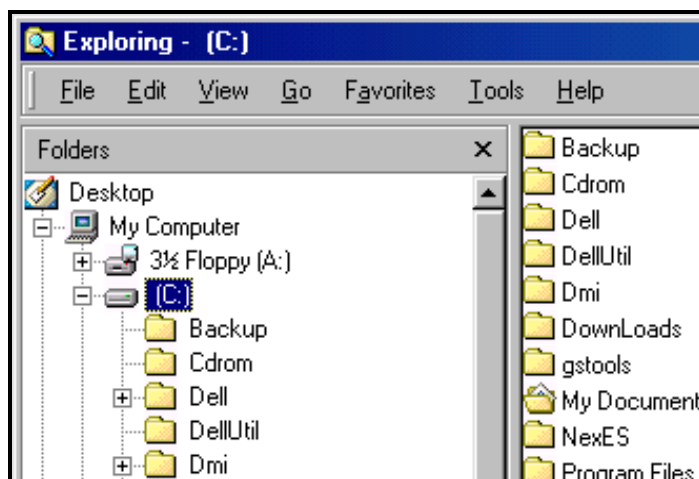 Exploring - (C:)
File Edit View Go Favorites Tools Help
Folders
Desktop
My Computer
3½ Floppy (A:)
(C:)
Backup
Cdrom
Dell
DellUtil
Dmi
Backup
Cdrom
Dell
DellUtil
Dmi
DownLoads
gstools
My Document
NexES
Program Files